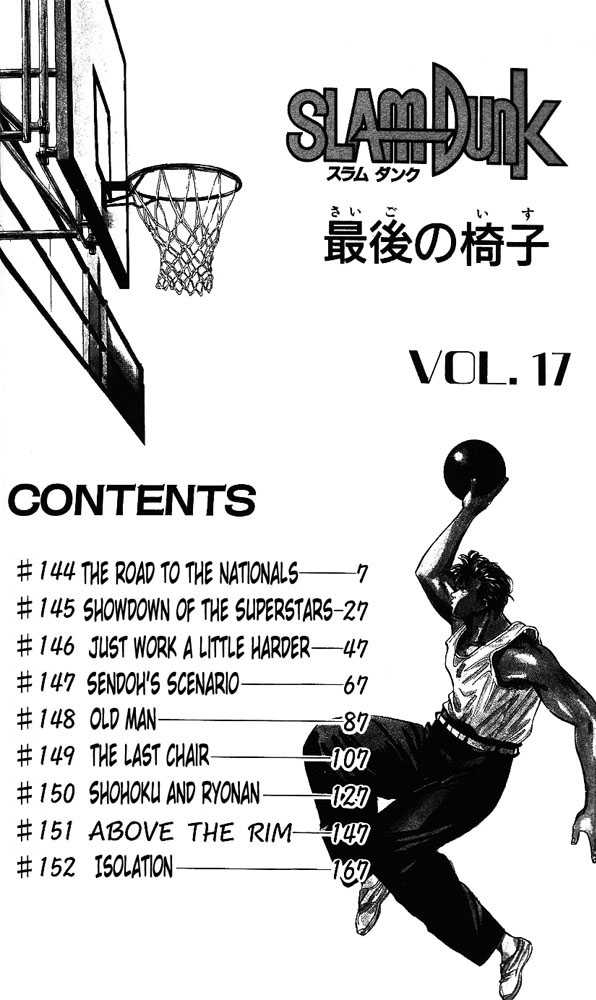 SLAM DUNK
スラム ダンク
さいご いす
最後の椅子
VOL. 17
CONTENTS
#144 THE ROAD TO THE NATIONALS 7
#145 SHOWDOWN OF THE SUPERSTARS 27
#146 JUST WORK A LITTLE HARDER 47
#147 SENDOH'S SCENARIO 67
#148 OLD MAN 87
#149 THE LAST CHAIR 107
#150 SHOHOKU AND RYONAN 127
#151 ABOVE THE RIM 147
#152 ISOLATION 167